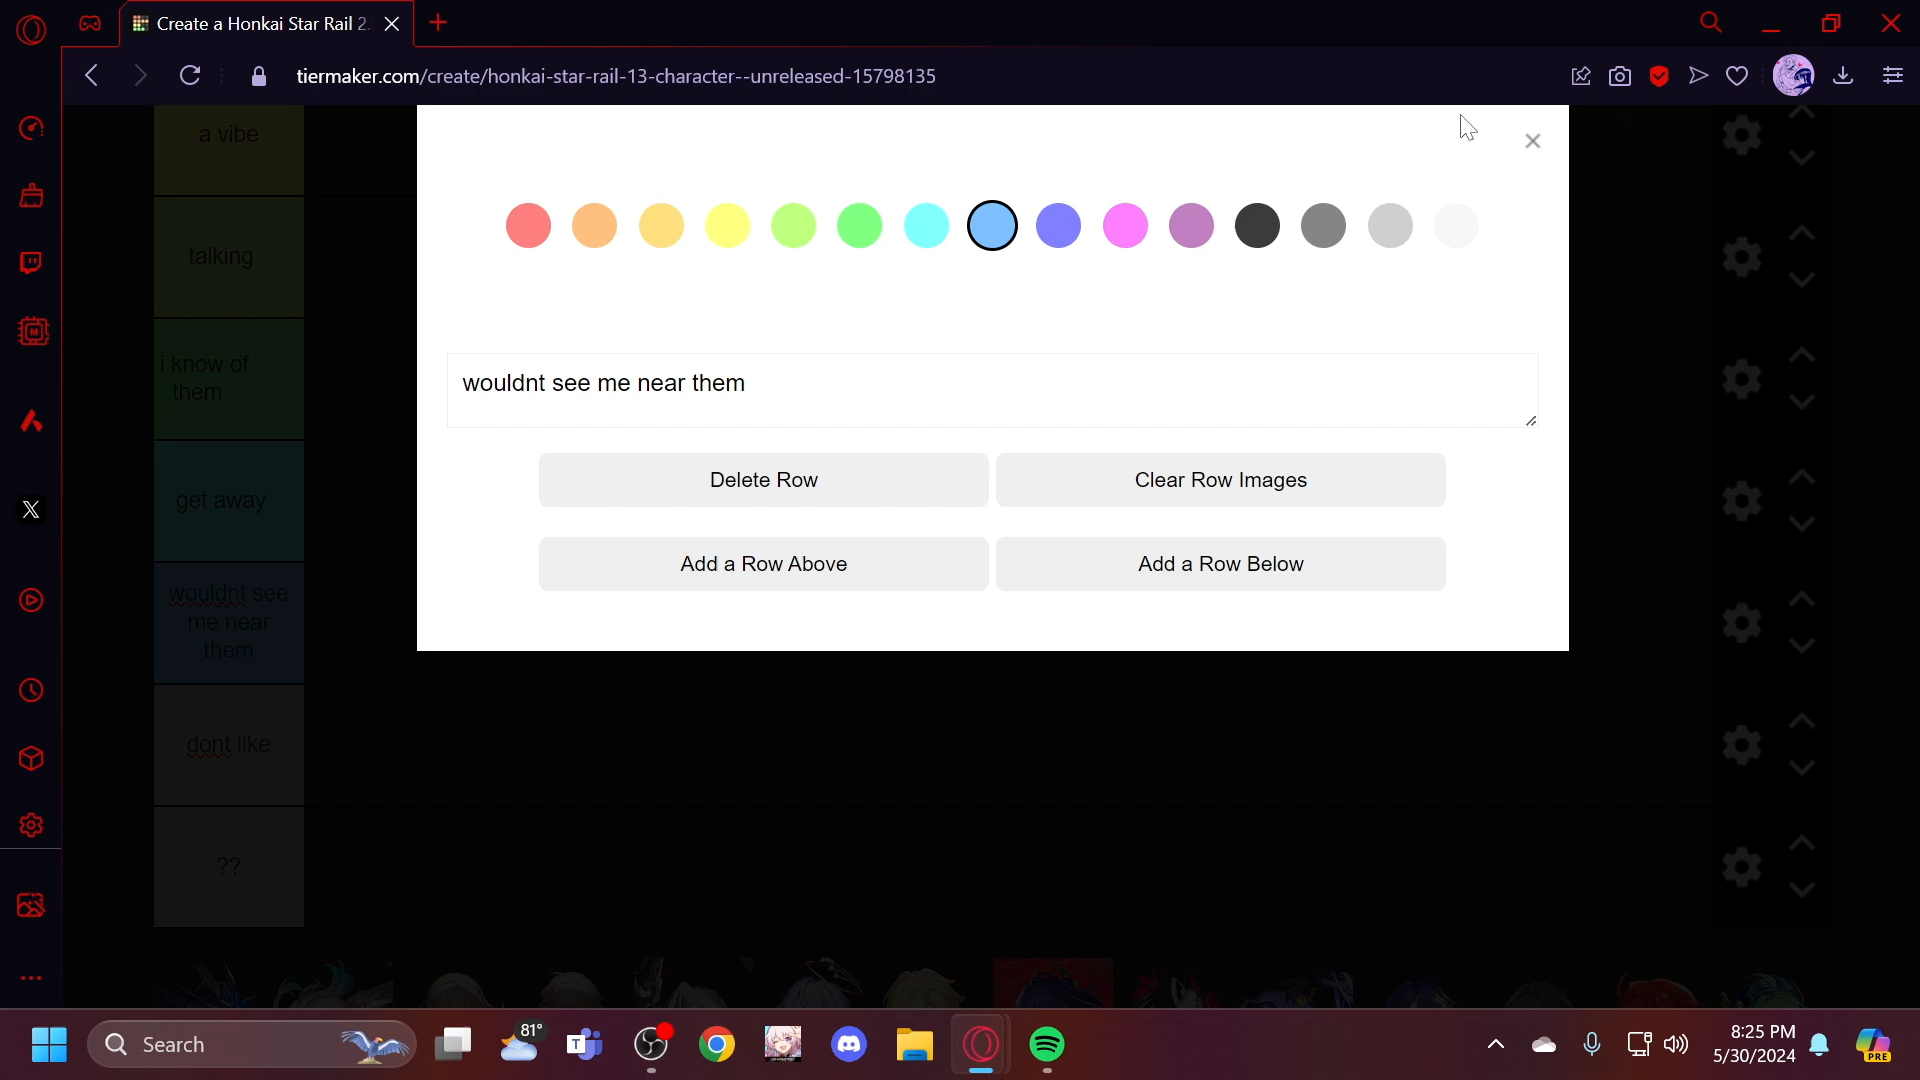 Create a Honkai Star Rail 2.
tiermaker.com/create/honkai-star-rail-13-character--unreleased-15798135
a vibe
talking
i know of
them
get away
wouldnt see
me near
them
dont like
??
wouldnt see me near them
Delete Row
Clear Row Images
Add a Row Above
Add a Row Below
Search
81°
8:25 PM
5/30/2024
PRE